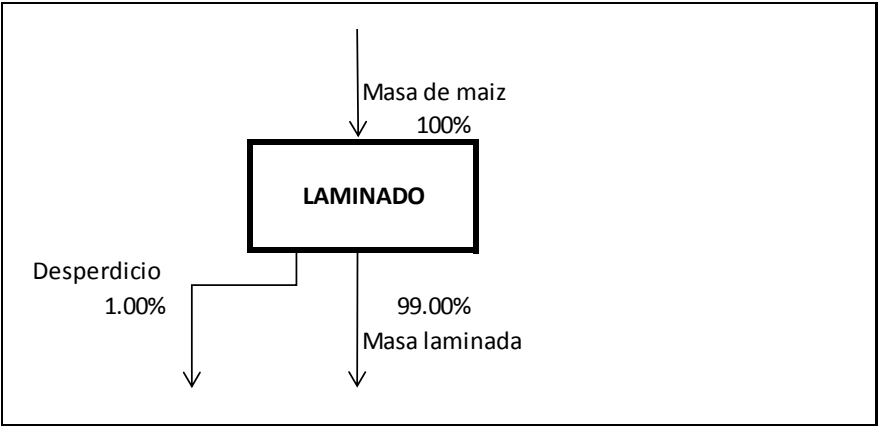 Masa de maiz
100%
LAMINADO
Desperdicio
1.00%
99.00%
Masa laminada